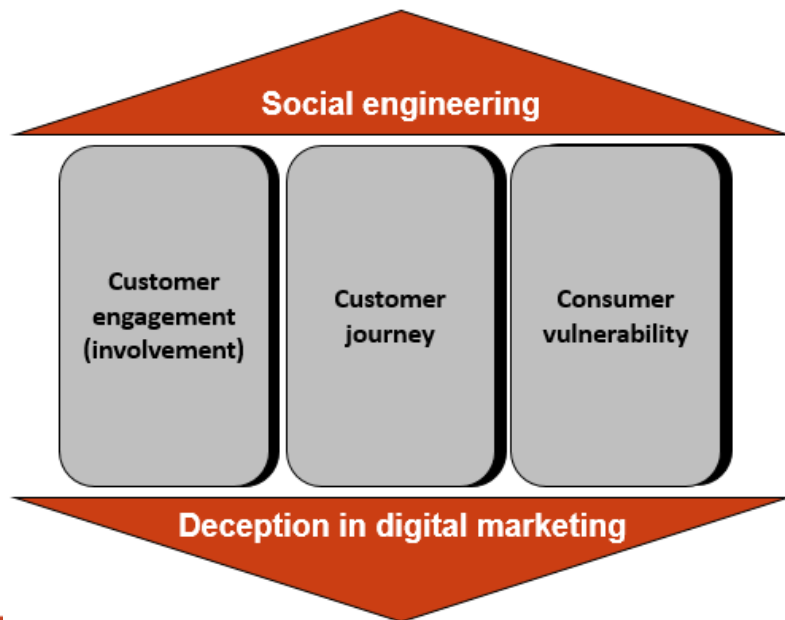 Social engineering
Customer
engagement
(involvement)
Customer
journey
Consumer
vulnerability
Deception in digital marketing